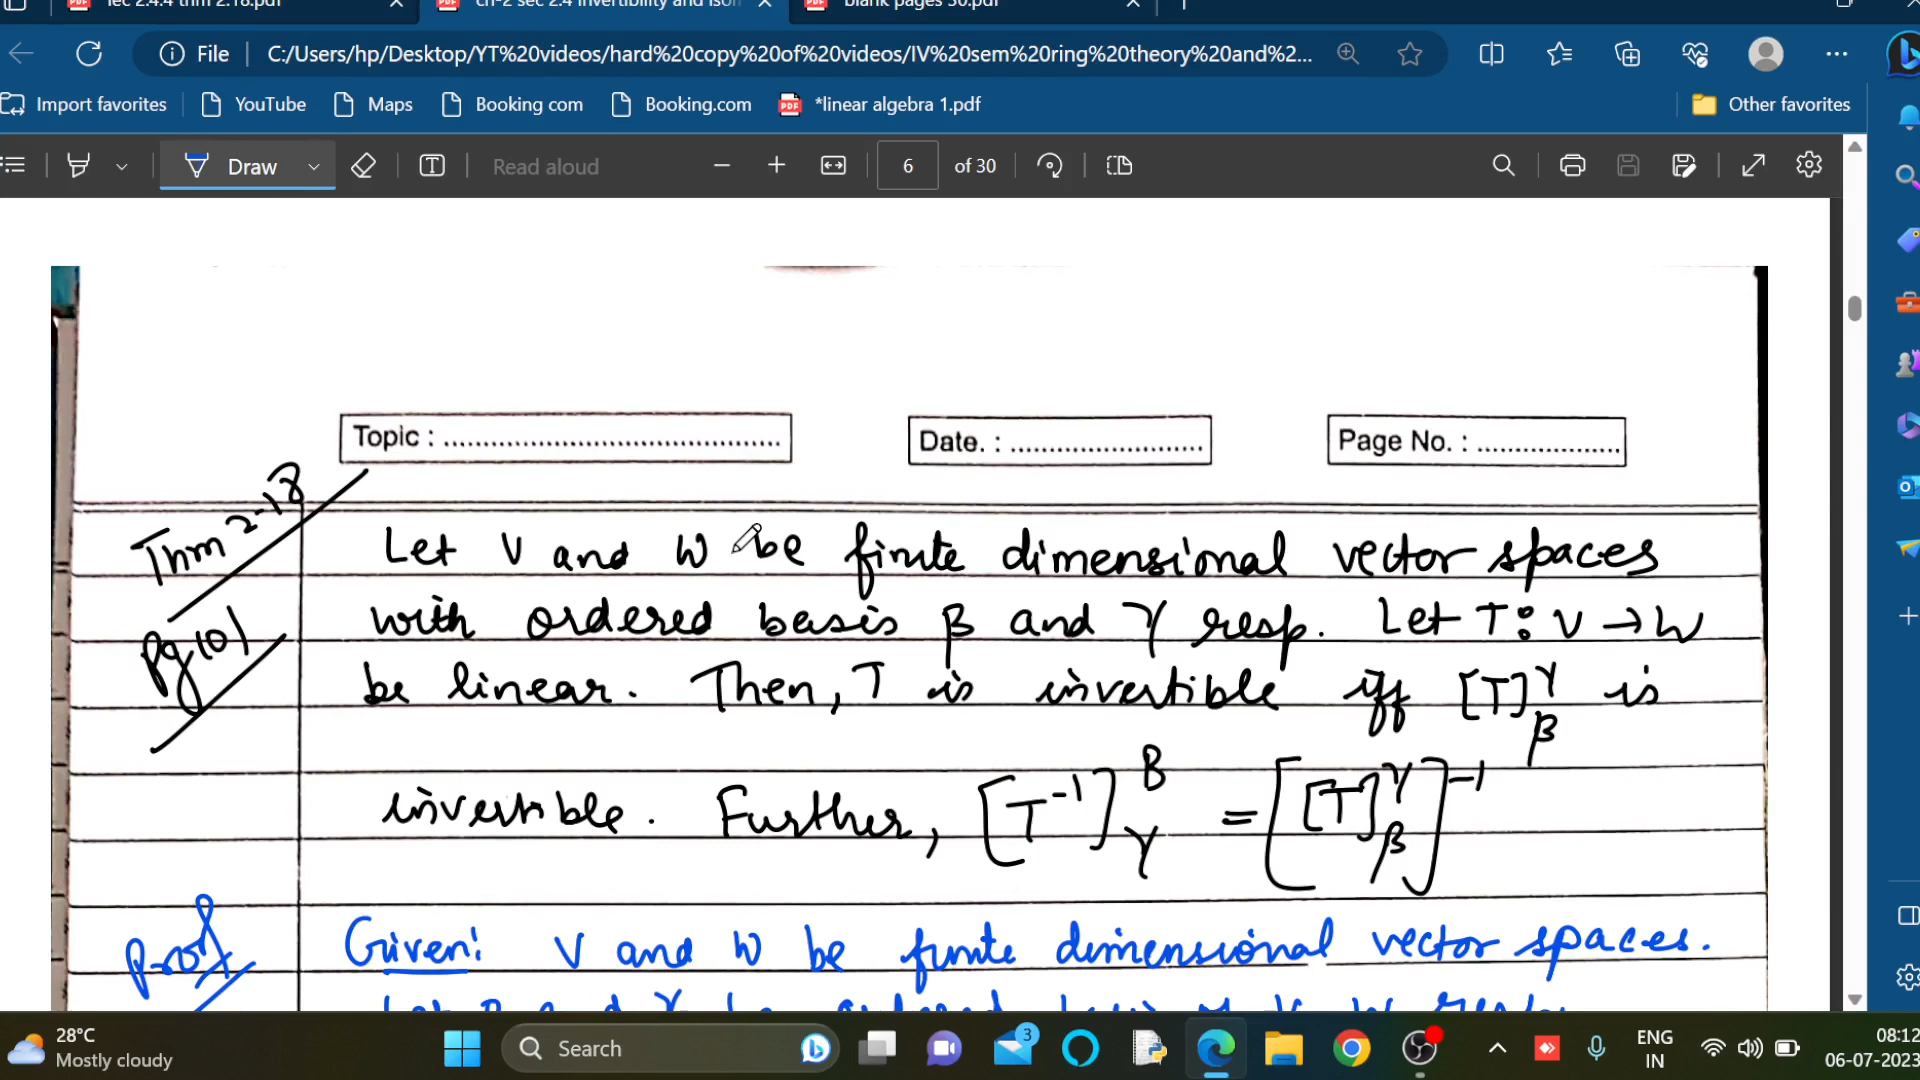 lec 2.4.4 thm 2.18.pdf
ch-2 sec 2.4 invertibility and ison
blank pages 30.pdf
File
C:/Users/hp/Desktop/YT%20videos/hard%20copy%20of%20videos/IV%20sem%20ring%20theory%20and%2...
Import favorites
YouTube
Maps
Booking com
Booking.com
*linear algebra 1.pdf
Other favorites
Draw
Read aloud
6
of 30
Topic : ..........................................
Date. : .........................
Page No. : ...................
Thm 2-18
Pg 101
Let V and W be finite dimensional vector spaces
with ordered basis β and γ resp. Let T: V → W
be linear. Then, T is invertible iff [T]_β^γ is
invertible. Further, [T^-1]_γ^β = [[T]_β^γ]^-1
Proof
Given: V and W be finite dimensional vector spaces.
28°C
Mostly cloudy
Search
3
ENG
IN
08:12
06-07-2023